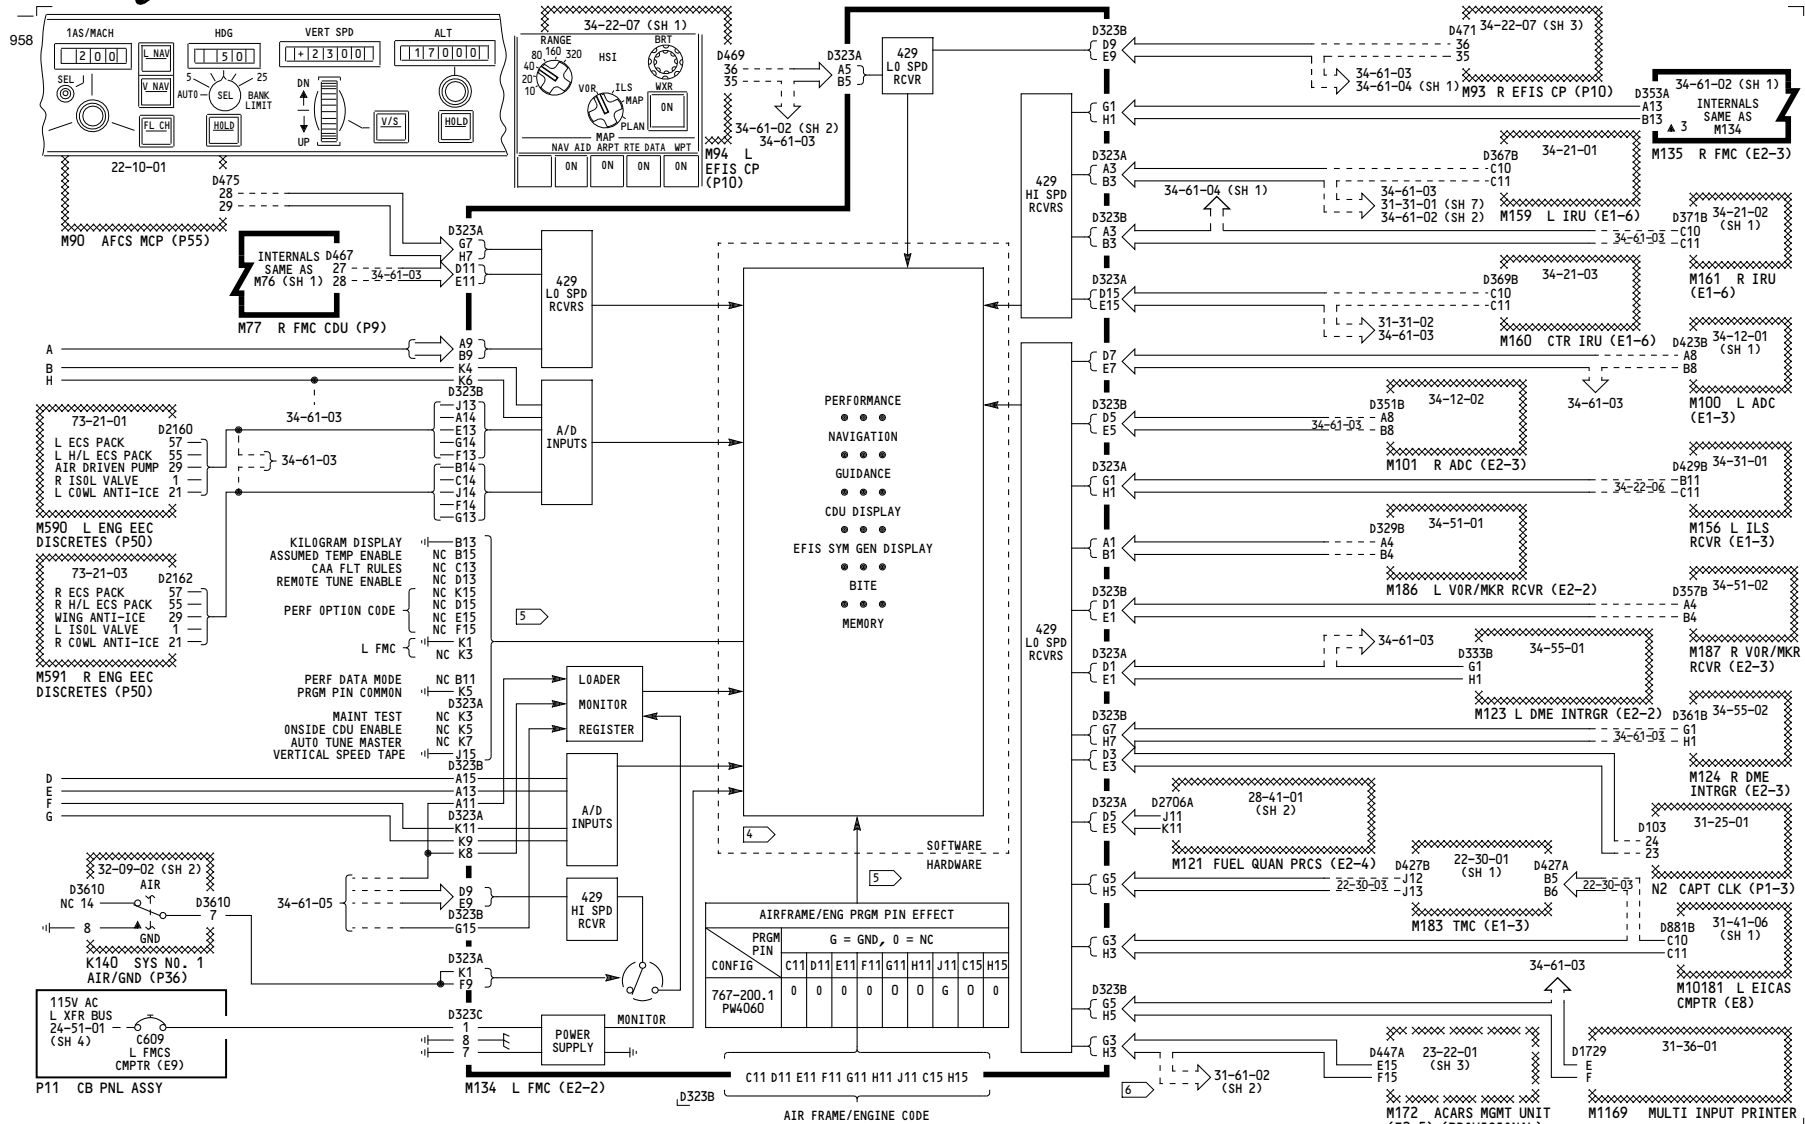 958
1AS/MACH
200
SEL
L NAV
V NAV
FL CH
HDG
50
5
25
AUTO
SEL
BANK
LIMIT
HOLD
VERT SPD
+2300
DN
UP
V/S
ALT
17000
HOLD
22-10-01
D475
28
29
M90 AFCS MCP (P55)
34-22-07 (SH 1)
RANGE
80 160 320
40
20
10
HSI
BRT
VOR
ILS
MAP
PLAN
WXR
ON
MAP
NAV AID ARPT RTE DATA WPT
ON ON ON ON
D469
36
35
34-61-02 (SH 2)
34-61-03
M94 L
EFIS CP
(P10)
D323A
A5
B5
429
LO SPD
RCVR
INTERNALS
SAME AS
M76 (SH 1)
D467
27
28
34-61-03
M77 R FMC CDU (P9)
D323A
G7
H7
D11
E11
429
LO SPD
RCVRS
A
A9
B9
B
K4
H
K6
D323B
34-61-03
J13
A14
E13
G14
F13
B14
C14
J14
F14
G13
A/D
INPUTS
73-21-01
D2160
L ECS PACK 57
L H/L ECS PACK 55
AIR DRIVEN PUMP 29
R ISOL VALVE 1
L COWL ANTI-ICE 21
34-61-03
M590 L ENG EEC
DISCRETES (P50)
73-21-03
D2162
R ECS PACK 57
R H/L ECS PACK 55
WING ANTI-ICE 29
L ISOL VALVE 1
R COWL ANTI-ICE 21
M591 R ENG EEC
DISCRETES (P50)
KILOGRAM DISPLAY B13
ASSUMED TEMP ENABLE NC B15
CAA FLT RULES NC C13
REMOTE TUNE ENABLE NC D13
PERF OPTION CODE
NC K15
NC D15
NC E15
NC F15
L FMC
K1
NC K3
PERF DATA MODE NC B11
PRGM PIN COMMON K5
D323A
MAINT TEST NC K3
ONSIDE CDU ENABLE NC K5
AUTO TUNE MASTER NC K7
VERTICAL SPEED TAPE J15
D323B
5
LOADER
MONITOR
REGISTER
D A15
E A13
F A11
G D323A
K11
K9
K8
A/D
INPUTS
34-61-05
D9
E9
D323B
G15
429
HI SPD
RCVR
32-09-02 (SH 2)
AIR
D3610
NC 14
8
D3610
7
GND
K140 SYS NO. 1
AIR/GND (P36)
D323A
K1
F9
115V AC
L XFR BUS
24-51-01
(SH 4)
C609
L FMCS
CMPTR (E9)
P11 CB PNL ASSY
D323C
1
8
7
POWER
SUPPLY
MONITOR
M134 L FMC (E2-2)
PERFORMANCE
NAVIGATION
GUIDANCE
CDU DISPLAY
EFIS SYM GEN DISPLAY
BITE
MEMORY
4
SOFTWARE
HARDWARE
5
AIRFRAME/ENG PRGM PIN EFFECT
PRGM
PIN
CONFIG
G = GND, 0 = NC
C11 D11 E11 F11 G11 H11 J11 C15 H15
767-200.1
PW4060
0 0 0 0 0 0 G 0 0
C11 D11 E11 F11 G11 H11 J11 C15 H15
D323B
AIR FRAME/ENGINE CODE
429
HI SPD
RCVRS
429
LO SPD
RCVRS
D323B
D9
E9
34-61-03
34-61-04 (SH 1)
34-22-07 (SH 3)
D471
36
35
M93 R EFIS CP (P10)
G1
H1
D353A
A13
B13
34-61-02 (SH 1)
INTERNALS
SAME AS
M134
3
M135 R FMC (E2-3)
D323A
A3
B3
34-61-03
31-31-01 (SH 7)
34-61-02 (SH 2)
D367B
C10
C11
34-21-01
M159 L IRU (E1-6)
34-61-04 (SH 1)
D323B
A3
B3
34-61-03
D371B
C10
C11
34-21-02
(SH 1)
M161 R IRU
(E1-6)
D323A
D15
E15
31-31-02
34-61-03
D369B
C10
C11
34-21-03
M160 CTR IRU (E1-6)
D7
E7
34-61-03
D423B
A8
B8
34-12-01
(SH 1)
M100 L ADC
(E1-3)
D323B
D5
E5
34-61-03
D351B
A8
B8
34-12-02
M101 R ADC (E2-3)
D323A
G1
H1
34-22-06
D429B
B11
C11
34-31-01
M156 L ILS
RCVR (E1-3)
A1
B1
D329B
A4
B4
34-51-01
M186 L VOR/MKR RCVR (E2-2)
D323B
D1
E1
D357B
A4
B4
34-51-02
M187 R VOR/MKR
RCVR (E2-3)
D323A
D1
E1
34-61-03
D333B
G1
H1
34-55-01
M123 L DME INTRGR (E2-2)
D323B
G7
H7
D3
E3
34-61-03
D361B
G1
H1
34-55-02
M124 R DME
INTRGR (E2-3)
D103
24
23
31-25-01
N2 CAPT CLK (P1-3)
D323A
D5
E5
D2706A
J11
K11
28-41-01
(SH 2)
M121 FUEL QUAN PRCS (E2-4)
G5
H5
22-30-03
D427B
J12
J13
22-30-01
(SH 1)
D427A
B5
B6
22-30-03
M183 TMC (E1-3)
G3
H3
D881B
C10
C11
31-41-06
(SH 1)
M10181 L EICAS
CMPTR (E8)
34-61-03
D323B
G5
H5
D1729
E
F
31-36-01
M1169 MULTI INPUT PRINTER
G3
H3
6
31-61-02
(SH 2)
D447A
E15
F15
23-22-01
(SH 3)
M172 ACARS MGMT UNIT